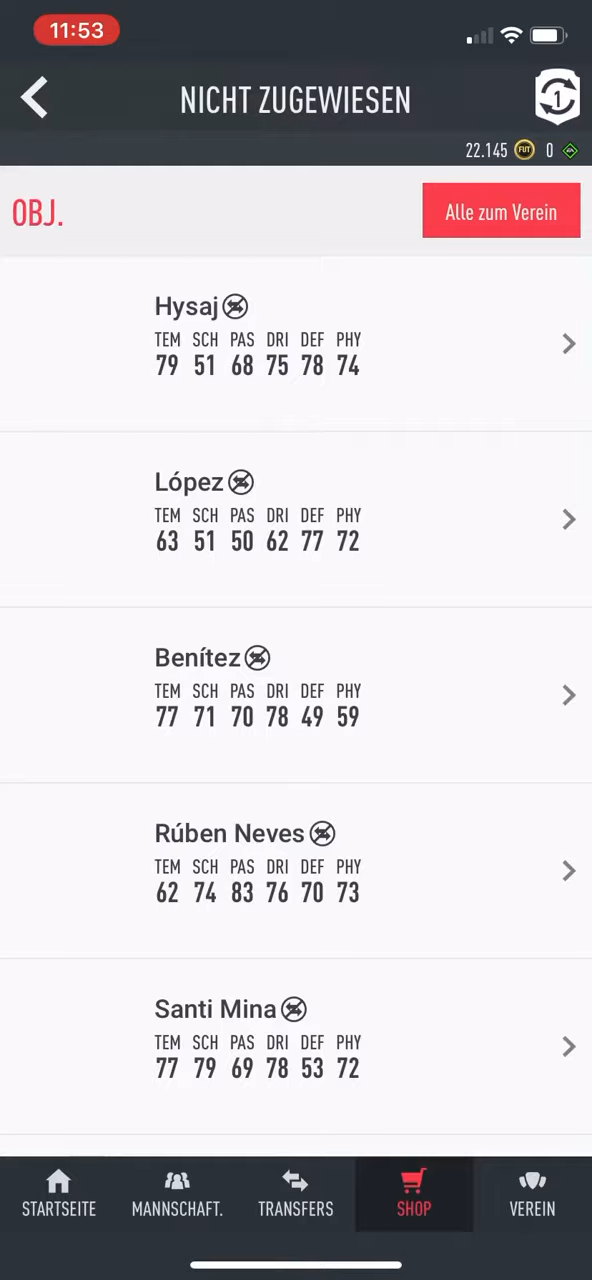 11:53
NICHT ZUGEWIESEN
1
22.145 FUT 0
OBJ.
Alle zum Verein
Hysaj
TEM SCH PAS DRI DEF PHY
79 51 68 75 78 74
López
TEM SCH PAS DRI DEF PHY
63 51 50 62 77 72
Benítez
TEM SCH PAS DRI DEF PHY
77 71 70 78 49 59
Rúben Neves
TEM SCH PAS DRI DEF PHY
62 74 83 76 70 73
Santi Mina
TEM SCH PAS DRI DEF PHY
77 79 69 78 53 72
STARTSEITE MANNSCHAFT. TRANSFERS SHOP VEREIN